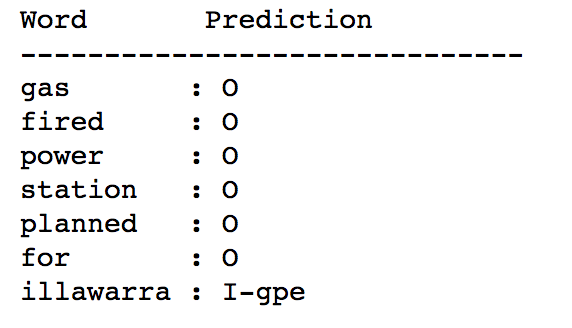 Word Prediction
------------------------------
gas : O
fired : O
power : O
station : O
planned : O
for : O
illawarra : I-gpe